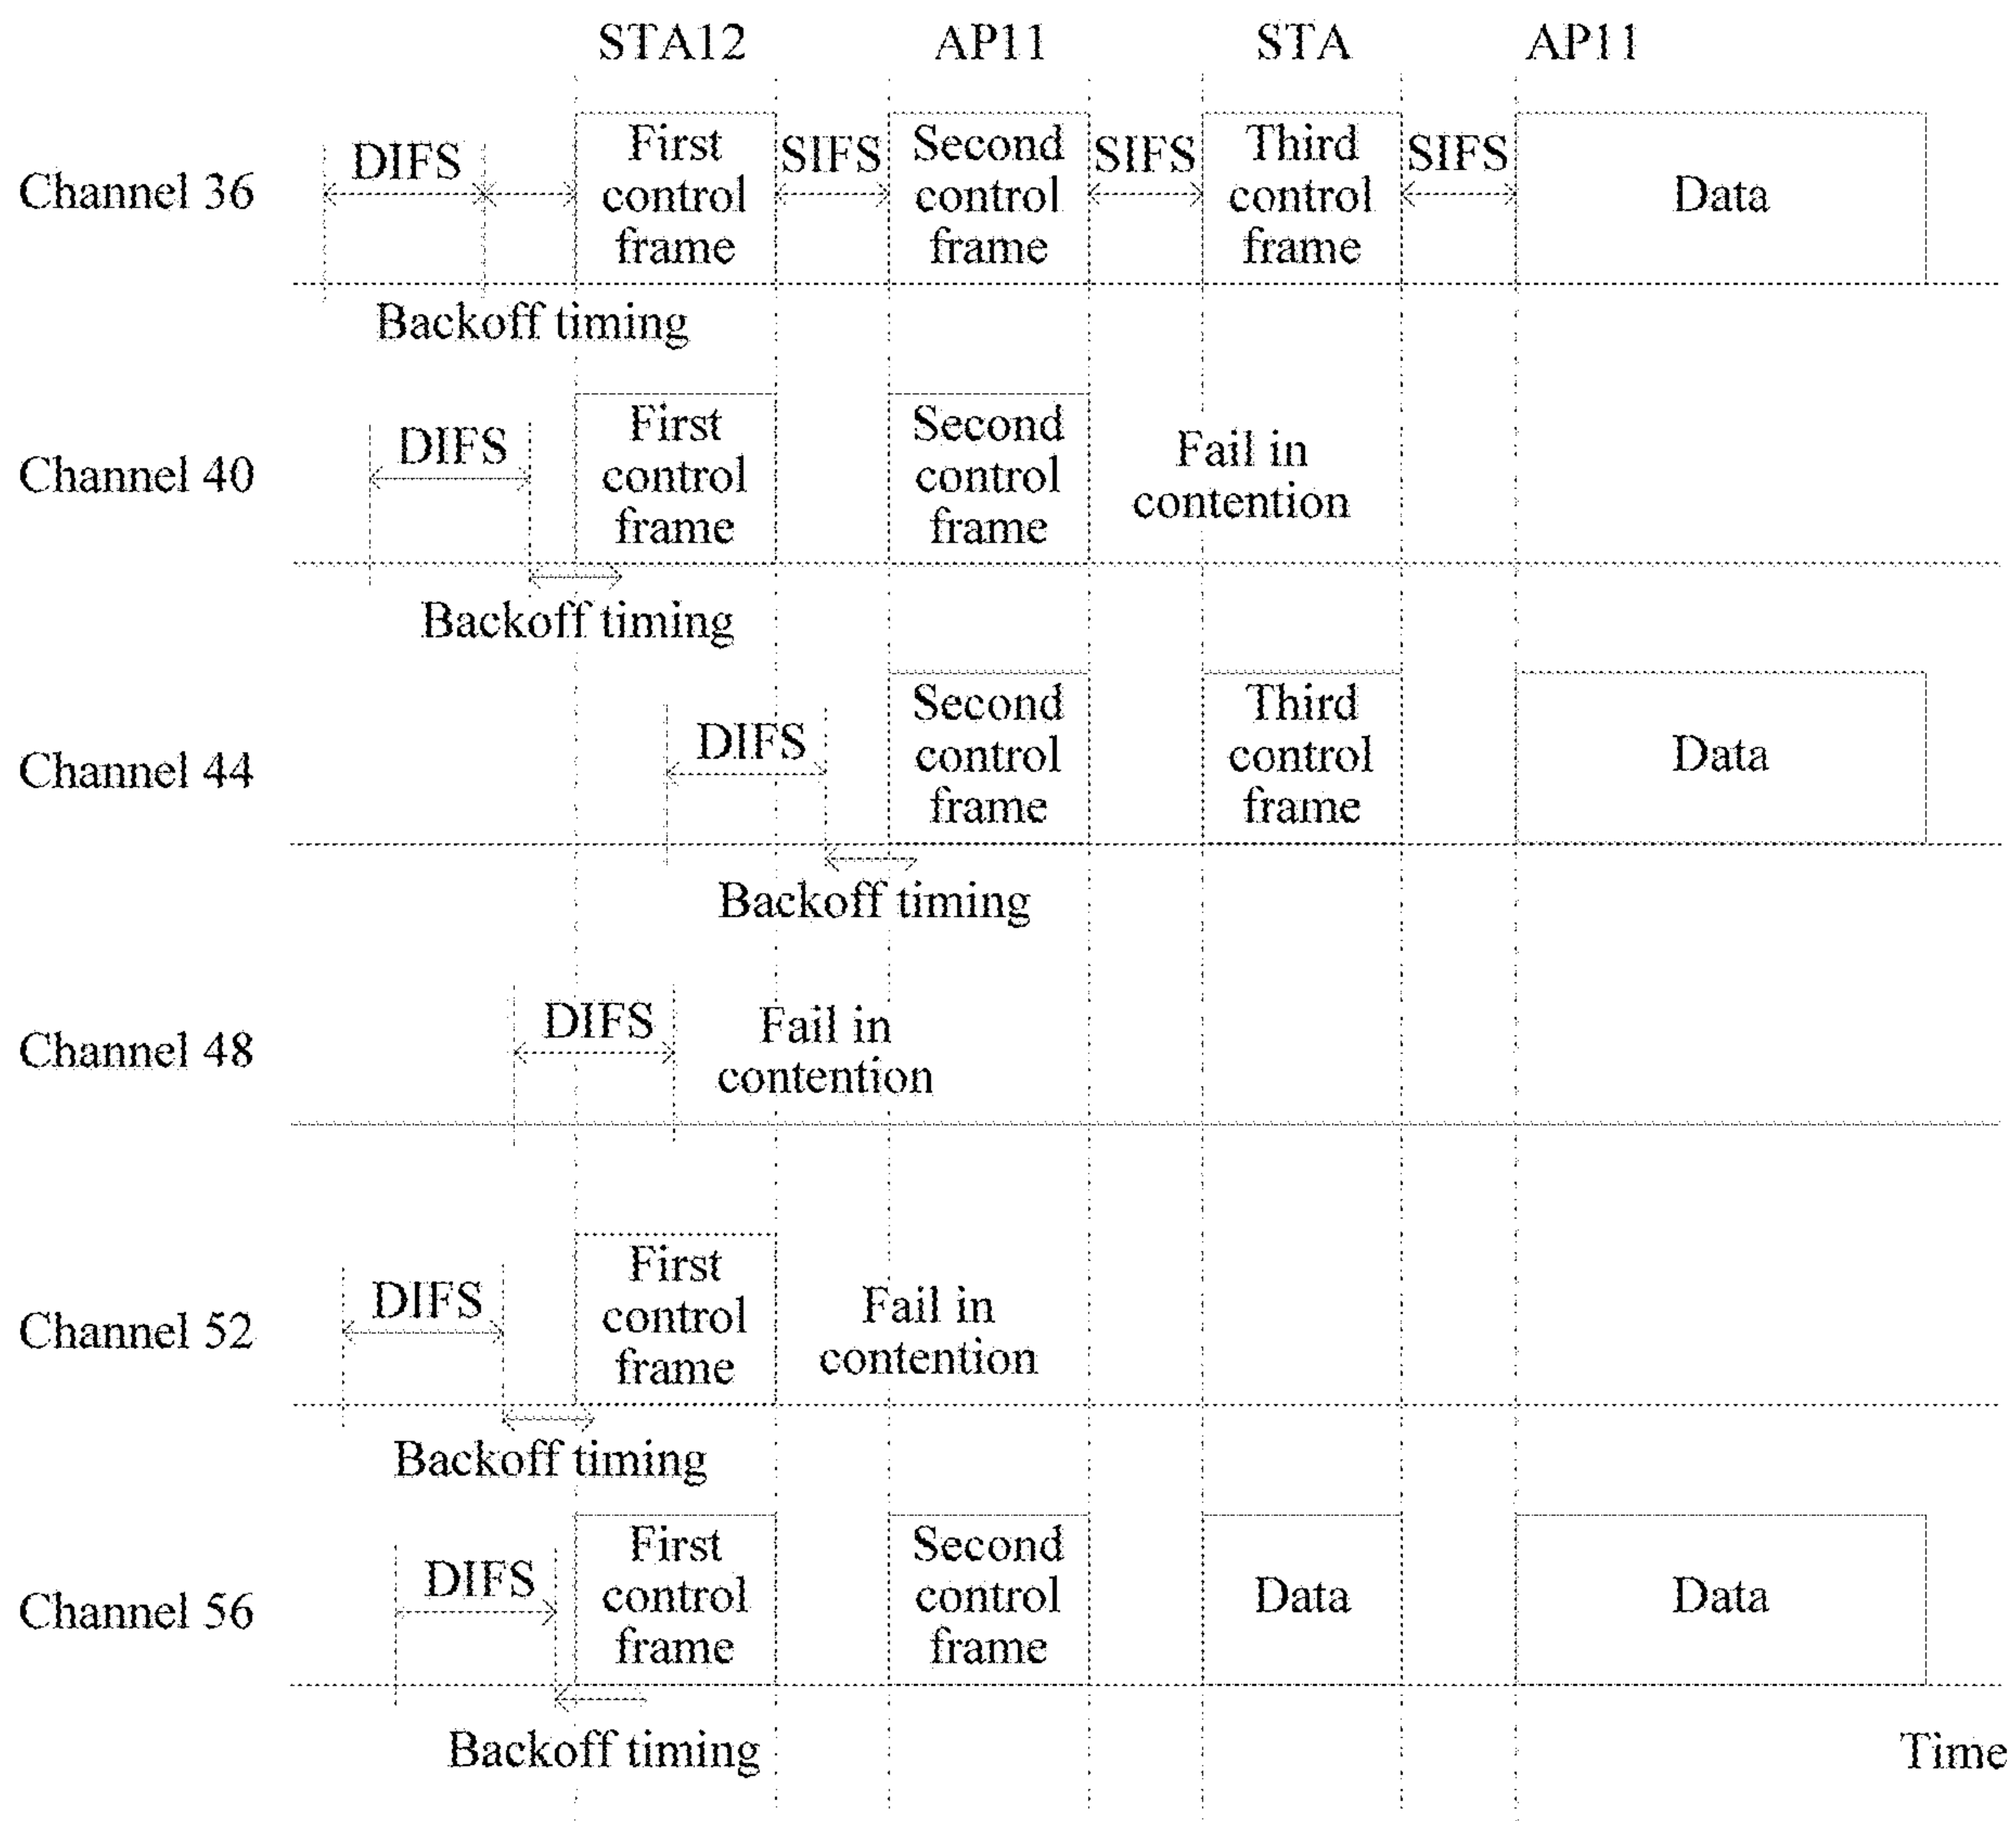 STA12 AP11 STA AP11
Channel 36
DIFS
First
control
frame
SIFS
Second
control
frame
SIFS
Third
control
frame
SIFS
Data
Backoff timing
Channel 40
DIFS
First
control
frame
Second
control
frame
Fail in
contention
Backoff timing
Channel 44
DIFS
Second
control
frame
Third
control
frame
Data
Backoff timing
Channel 48
DIFS
Fail in
contention
Channel 52
DIFS
First
control
frame
Fail in
contention
Backoff timing
Channel 56
DIFS
First
control
frame
Second
control
frame
Data
Data
Backoff timing
Time